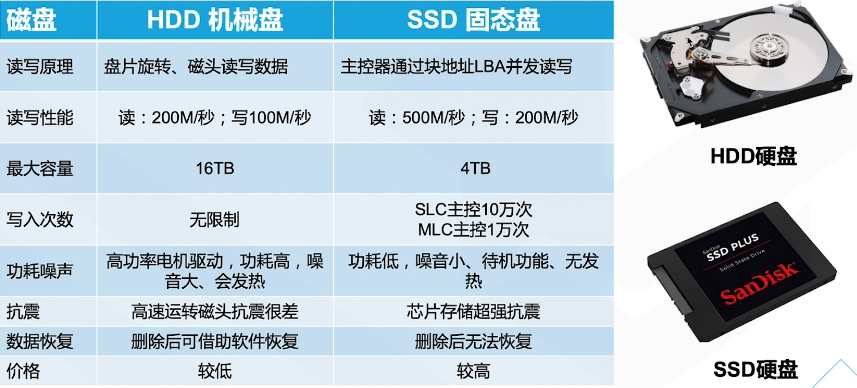 磁盘 HDD 机械盘 SSD 固态盘
读写原理 盘片旋转、磁头读写数据 主控器通过块地址LBA并发读写
读写性能 读：200M/秒；写100M/秒 读：500M/秒；写：200M/秒
最大容量 16TB 4TB
写入次数 无限制 SLC主控10万次
MLC主控1万次
功耗噪声 高功率电机驱动，功耗高，噪
音大、会发热 功耗低，噪音小、待机功能、无发
热
抗震 高速运转磁头抗震很差 芯片存储超强抗震
数据恢复 删除后可借助软件恢复 删除后无法恢复
价格 较低 较高
HDD硬盘
SanDisk
SSD PLUS
Solid State Drive
SanDisk
SSD硬盘